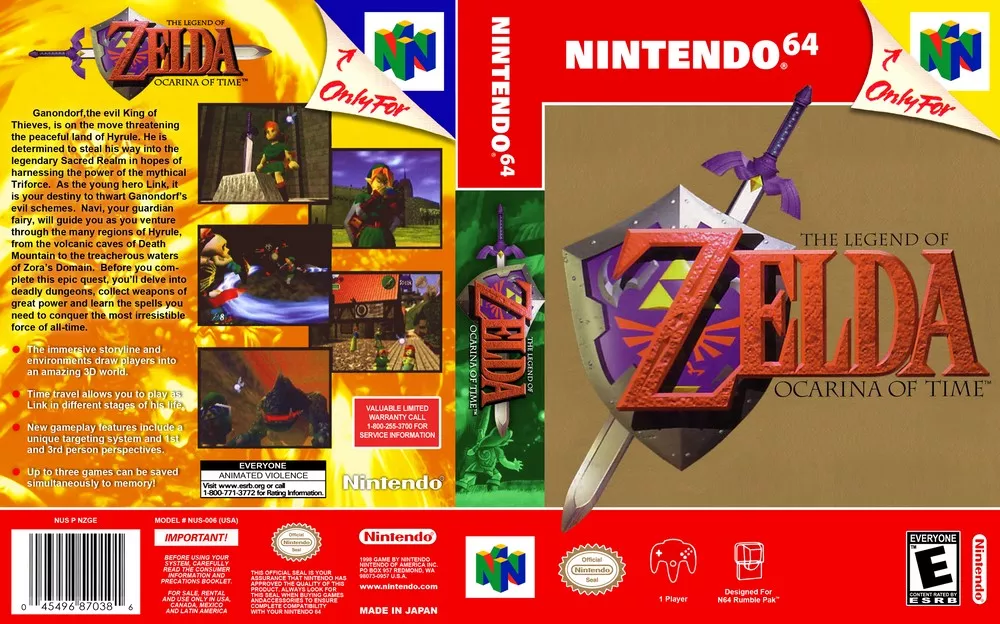 THE LEGEND OF
ZELDA
OCARINA OF TIME™
Only For
Ganondorf,the evil King of
Thieves, is on the move threatening
the peaceful land of Hyrule. He is
determined to steal his way into the
legendary Sacred Realm in hopes of
harnessing the power of the mythical
Triforce. As the young hero Link, it
is your destiny to thwart Ganondorf's
evil schemes. Navi, your guardian
fairy, will guide you as you venture
through the many regions of Hyrule,
from the volcanic caves of Death
Mountain to the treacherous waters
of Zora's Domain. Before you com-
plete this epic quest, you'll delve into
deadly dungeons, collect weapons of
great power and learn the spells you
need to conquer the most irresistible
force of all-time.
The immersive storyline and
environments draw players into
an amazing 3D world.
Time travel allows you to play as
Link in different stages of his life.
New gameplay features include a
unique targeting system and 1st
and 3rd person perspectives.
Up to three games can be saved
simultaneously to memory!
VALUABLE LIMITED
WARRANTY CALL
1-800-255-3700 FOR
SERVICE INFORMATION
EVERYONE
ANIMATED VIOLENCE
Visit www.esrb.org or call
1-800-771-3772 for Rating Information.
Nintendo®
NUS P NZGE
0 45496 87038 6
MODEL # NUS-006 (USA)
IMPORTANT!
BEFORE USING YOUR
SYSTEM, CAREFULLY
READ THE CONSUMER
INFORMATION AND
PRECATIONS BOOKLET.
FOR SALE, RENTAL
AND USE ONLY IN USA,
CANADA, MEXICO
AND LATIN AMERICA
Official
Nintendo
Seal
THIS OFFICIAL SEAL IS YOUR
ASSURANCE THAT NINTENDO HAS
APPROVED THE QUALITY OF THIS
PRODUCT. ALWAYS LOOK FOR
THIS SEAL WHEN BUYING GAMES
ANDACCESSORIES TO ENSURE
COMPLETE COMPATIBILITY
WITH YOUR NINTENDO 64
Nintendo
1998 GAME BY NINTENDO
NINTENDO OF AMERICA INC.
PO BOX 957 REDMOND, WA
98073-0957 U.S.A.
www.nintendo.com
MADE IN JAPAN
NINTENDO64
THE LEGEND OF
ZELDA
OCARINA OF TIME™
NINTENDO64®
Only For
THE LEGEND OF
ZELDA
OCARINA OF TIME™
Official
Nintendo
Seal
1 Player
Designed For
N64 Rumble Pak™
EVERYONE
E
CONTENT RATED BY
ESRB
Nintendo